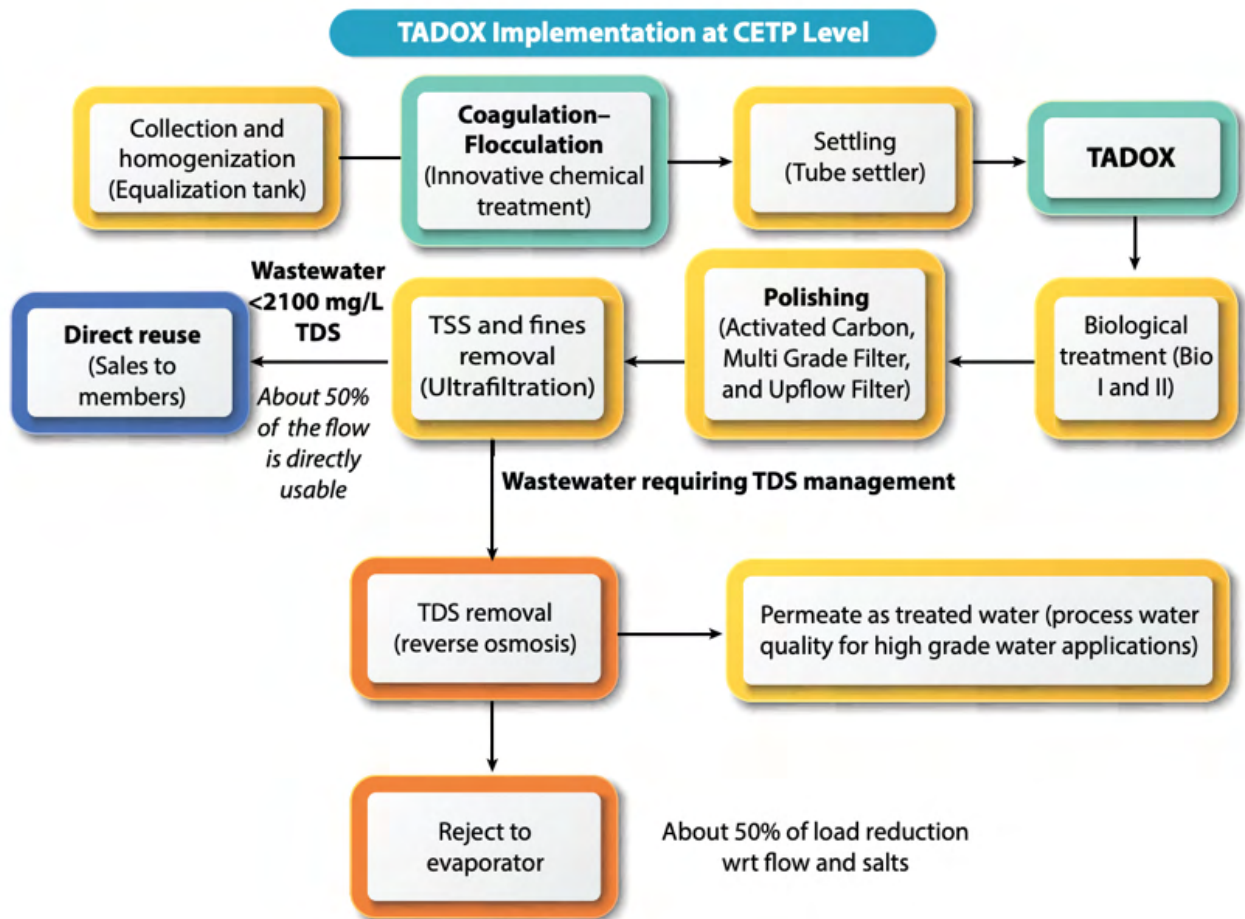 TADOX Implementation at CETP Level
Collection and
homogenization
(Equalization tank)
Coagulation–
Flocculation
(Innovative chemical
treatment)
Settling
(Tube settler)
TADOX
Biological
treatment (Bio
I and II)
Polishing
(Activated Carbon,
Multi Grade Filter,
and Upflow Filter)
TSS and fines
removal
(Ultrafiltration)
Wastewater
<2100 mg/L
TDS
About 50%
of the flow
is directly
usable
Direct reuse
(Sales to
members)
Wastewater requiring TDS management
TDS removal
(reverse osmosis)
Permeate as treated water (process water
quality for high grade water applications)
Reject to
evaporator
About 50% of load reduction
wrt flow and salts